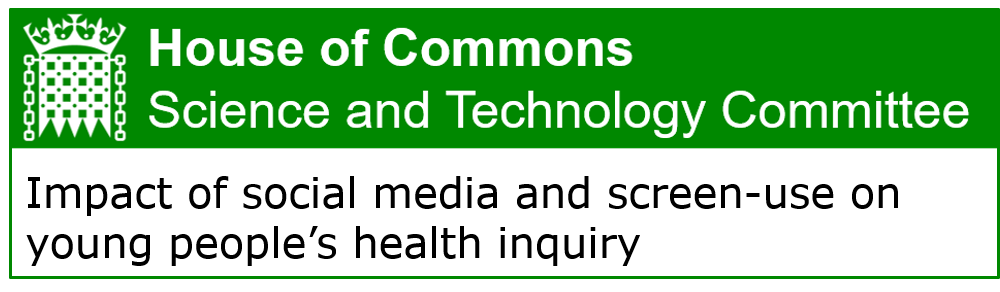 House of Commons
Science and Technology Committee
Impact of social media and screen-use on
young people’s health inquiry